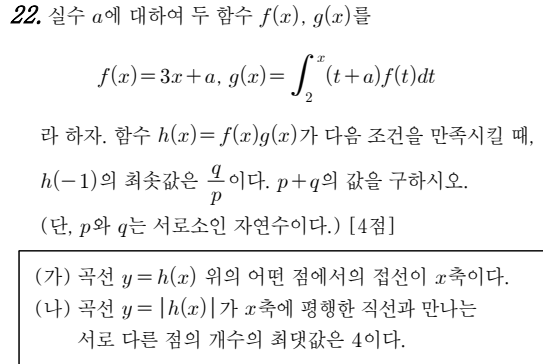 22. 실수 a에 대하여 두 함수 f(x), g(x)를
f(x)=3x+a, g(x)=∫₂ˣ(t+a)f(t)dt
라 하자. 함수 h(x)=f(x)g(x)가 다음 조건을 만족시킬 때,
h(-1)의 최솟값은 q/p이다. p+q의 값을 구하시오.
(단, p와 q는 서로소인 자연수이다.) [4점]
(가) 곡선 y=h(x) 위의 어떤 점에서의 접선이 x축이다.
(나) 곡선 y=|h(x)|가 x축에 평행한 직선과 만나는
서로 다른 점의 개수의 최댓값은 4이다.